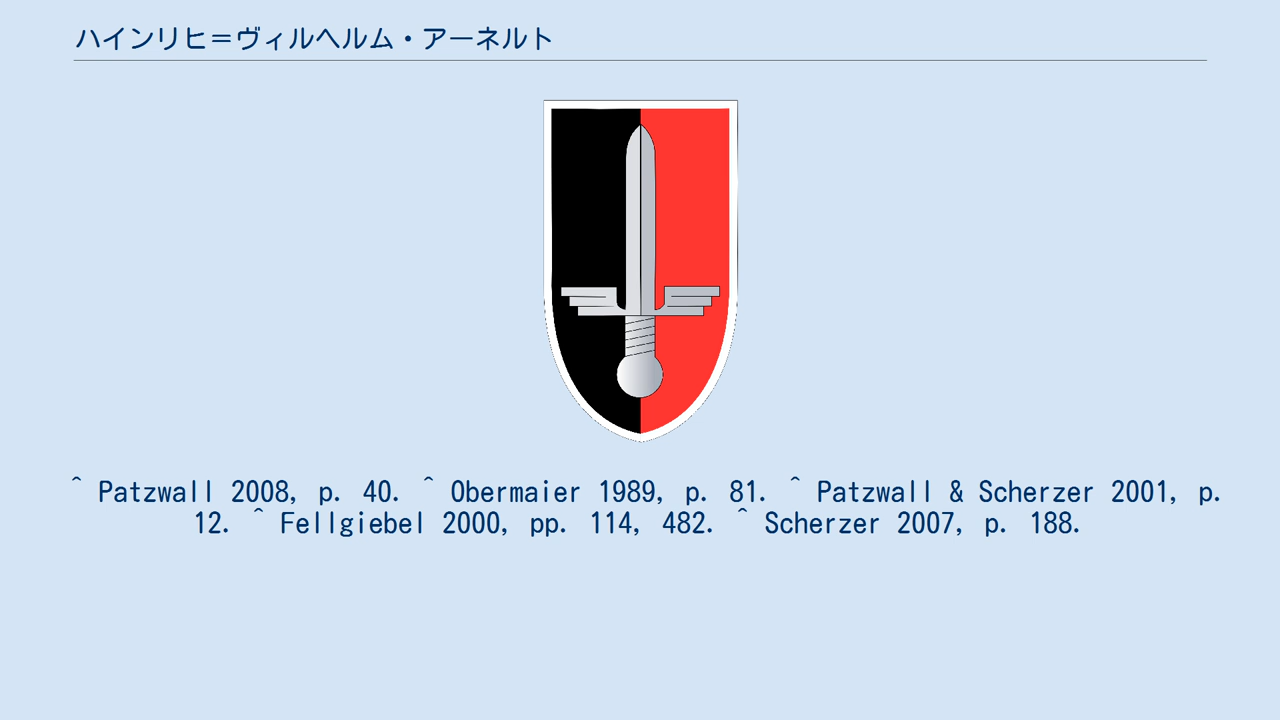 ハインリヒ＝ヴィルヘルム・アーネルト
^ Patzwall 2008, p. 40. ^ Obermaier 1989, p. 81. ^ Patzwall & Scherzer 2001, p.
12. ^ Fellgiebel 2000, pp. 114, 482. ^ Scherzer 2007, p. 188.